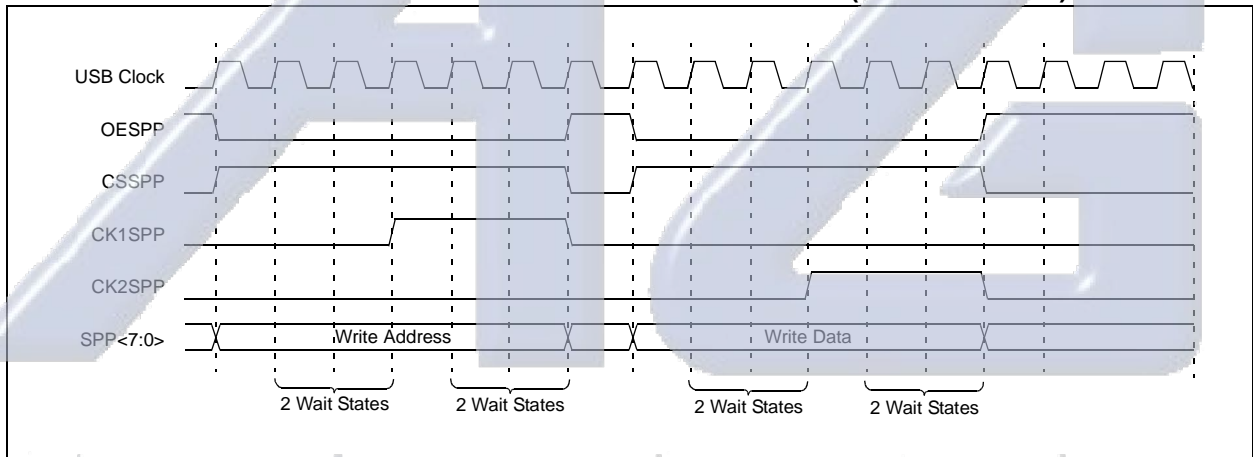 USB Clock
OESPP
CSSPP
CK1SPP
CK2SPP
SPP<7:0>
Write Address
Write Data
2 Wait States
2 Wait States
2 Wait States
2 Wait States